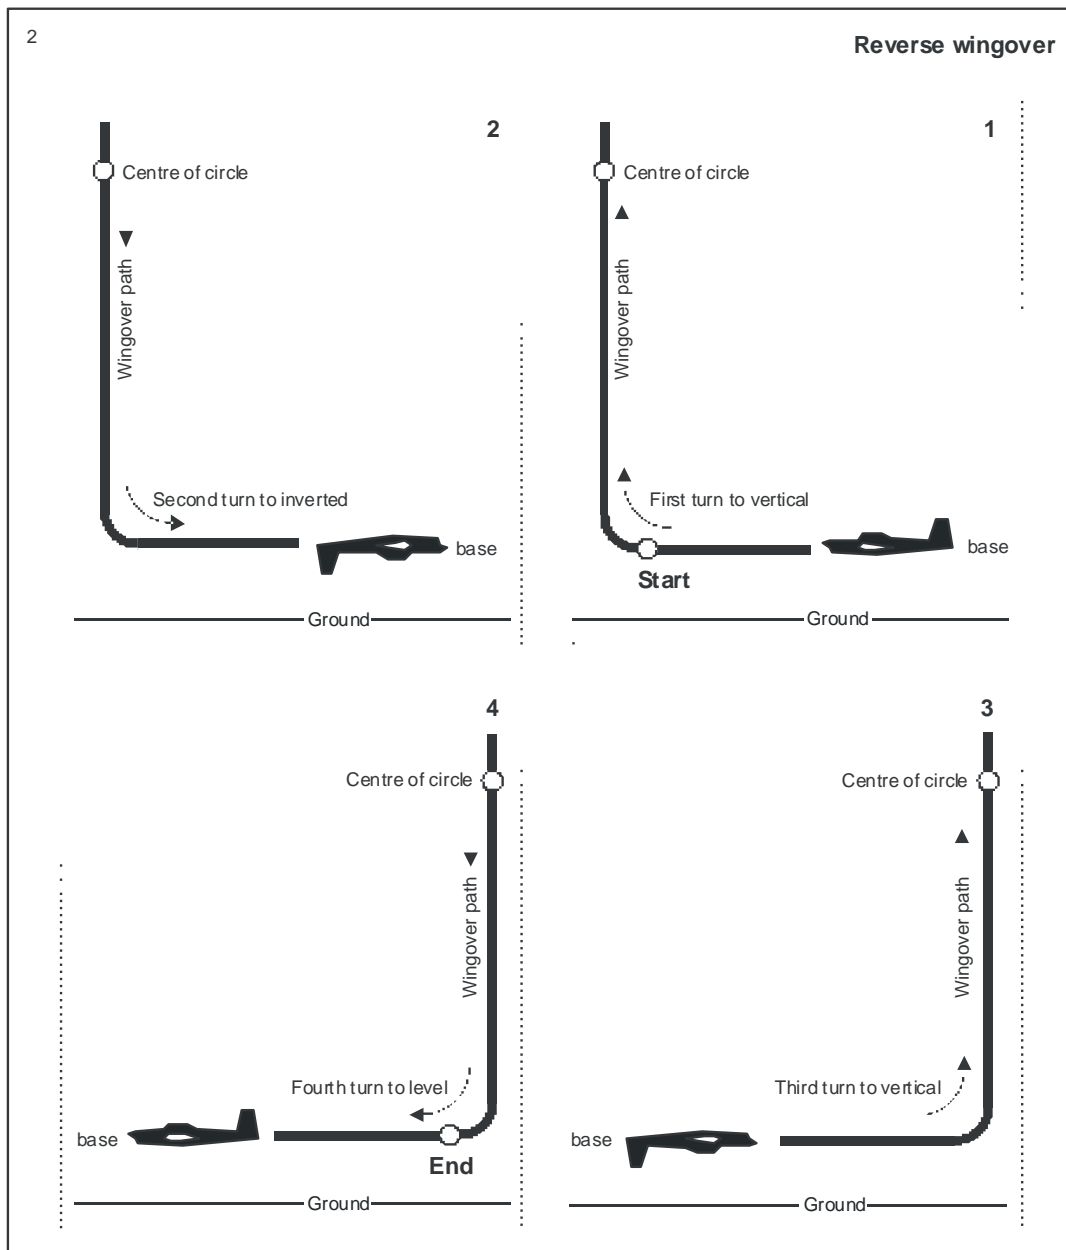 2
Reverse wingover
2
Centre of circle
Wingover path
Second turn to inverted
base
Ground
1
Centre of circle
Wingover path
First turn to vertical
Start
base
Ground
4
Centre of circle
Wingover path
Fourth turn to level
base
End
Ground
3
Centre of circle
Wingover path
Third turn to vertical
base
Ground